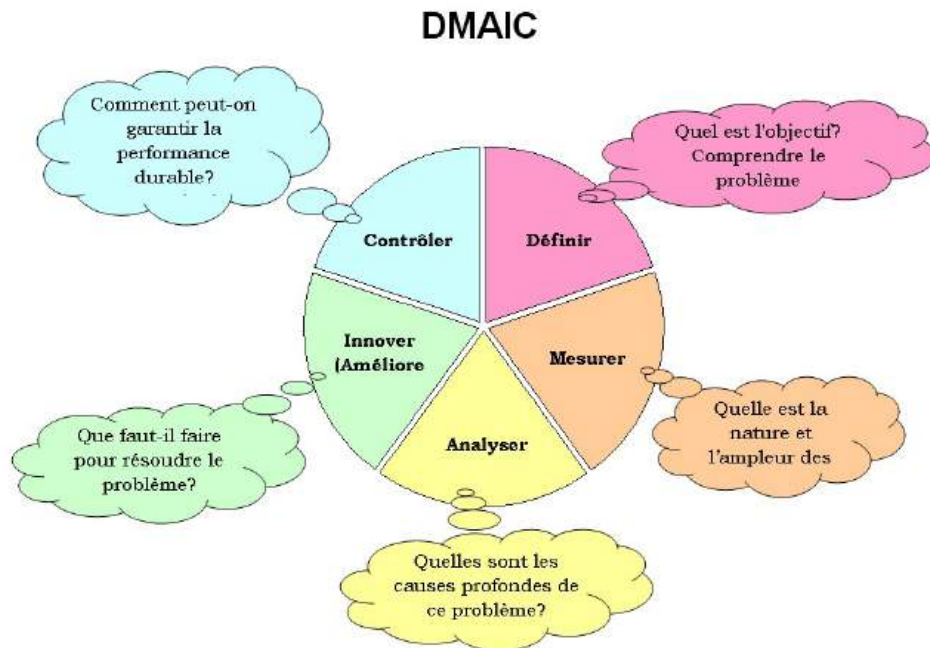 DMAIC
Comment peut-on
garantir la
performance
durable?
Quel est l'objectif?
Comprendre le
problème
Contrôler
Définir
Innover
(Améliore
Mesurer
Analyser
Que faut-il faire
pour résoudre le
problème?
Quelle est la
nature et
l'ampleur des
Quelles sont les
causes profondes de
ce problème?